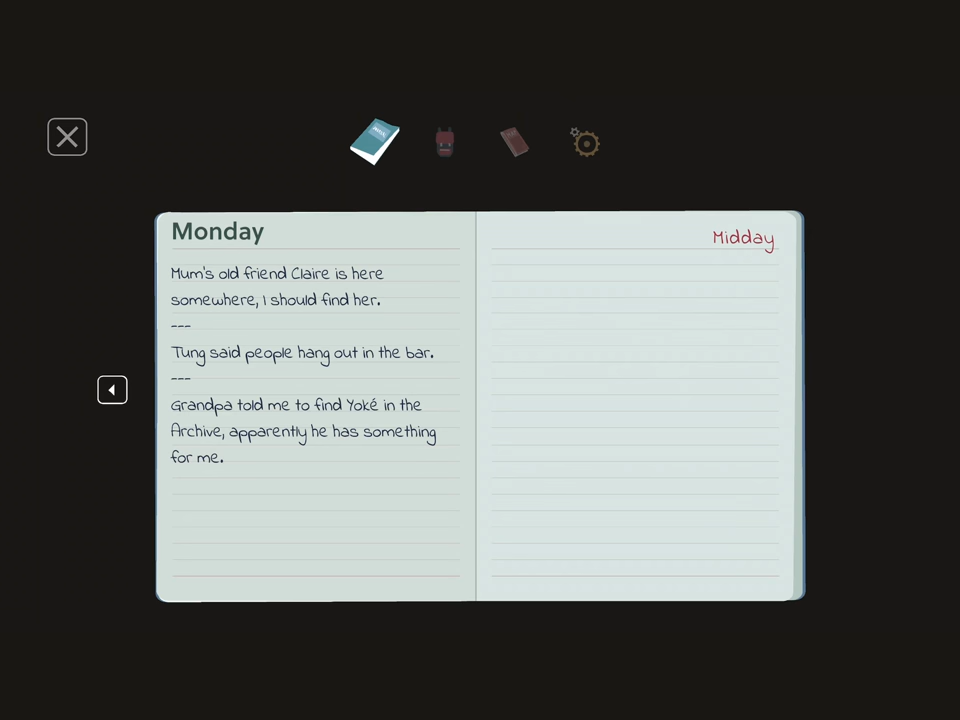 Monday
Mum's old friend Claire is here
somewhere, I should find her.
---
Tung said people hang out in the bar.
---
Grandpa told me to find Yoké in the
Archive, apparently he has something
for me.
Midday